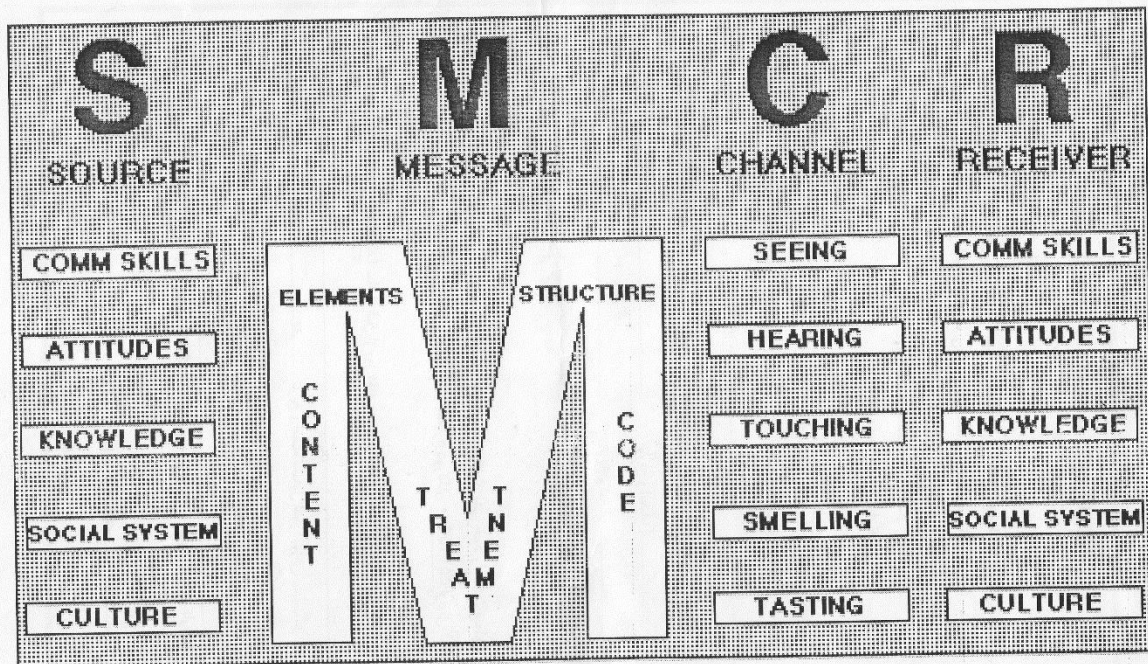 S M C R
SOURCE MESSAGE CHANNEL RECEIVER
COMM SKILLS
ATTITUDES
KNOWLEDGE
SOCIAL SYSTEM
CULTURE
ELEMENTS STRUCTURE
CONTENT
TREATMENT
CODE
SEEING
HEARING
TOUCHING
SMELLING
TASTING
COMM SKILLS
ATTITUDES
KNOWLEDGE
SOCIAL SYSTEM
CULTURE